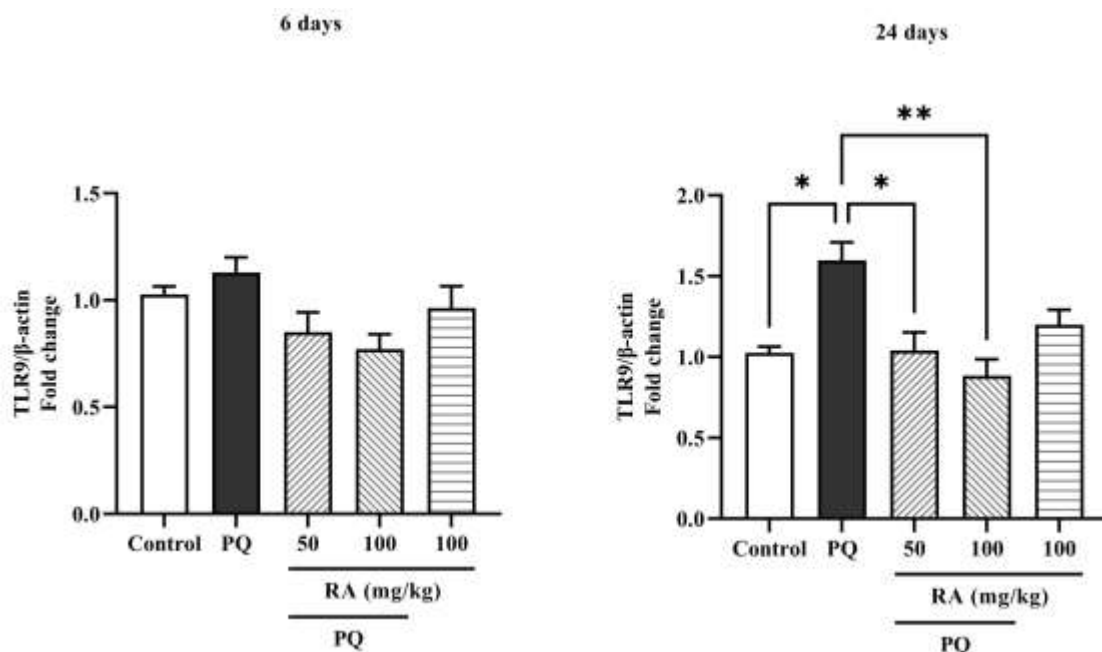 6 days
TLR9/β-actin
Fold change
1.5
1.0
0.5
0.0
Control PQ 50 100 100
RA (mg/kg)
PQ
24 days
TLR9/β-actin
Fold change
**
* *
2.0
1.5
1.0
0.5
0.0
Control PQ 50 100 100
RA (mg/kg)
PQ